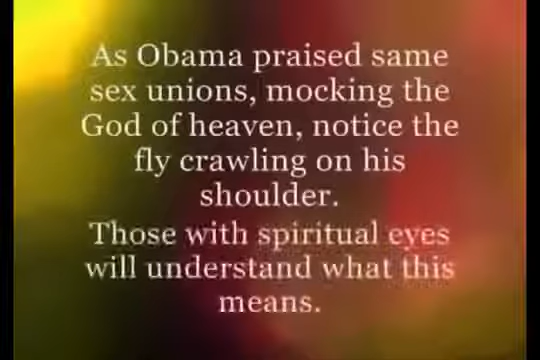 As Obama praised same
sex unions, mocking the
God of heaven, notice the
fly crawling on his
shoulder.
Those with spiritual eyes
will understand what this
means.